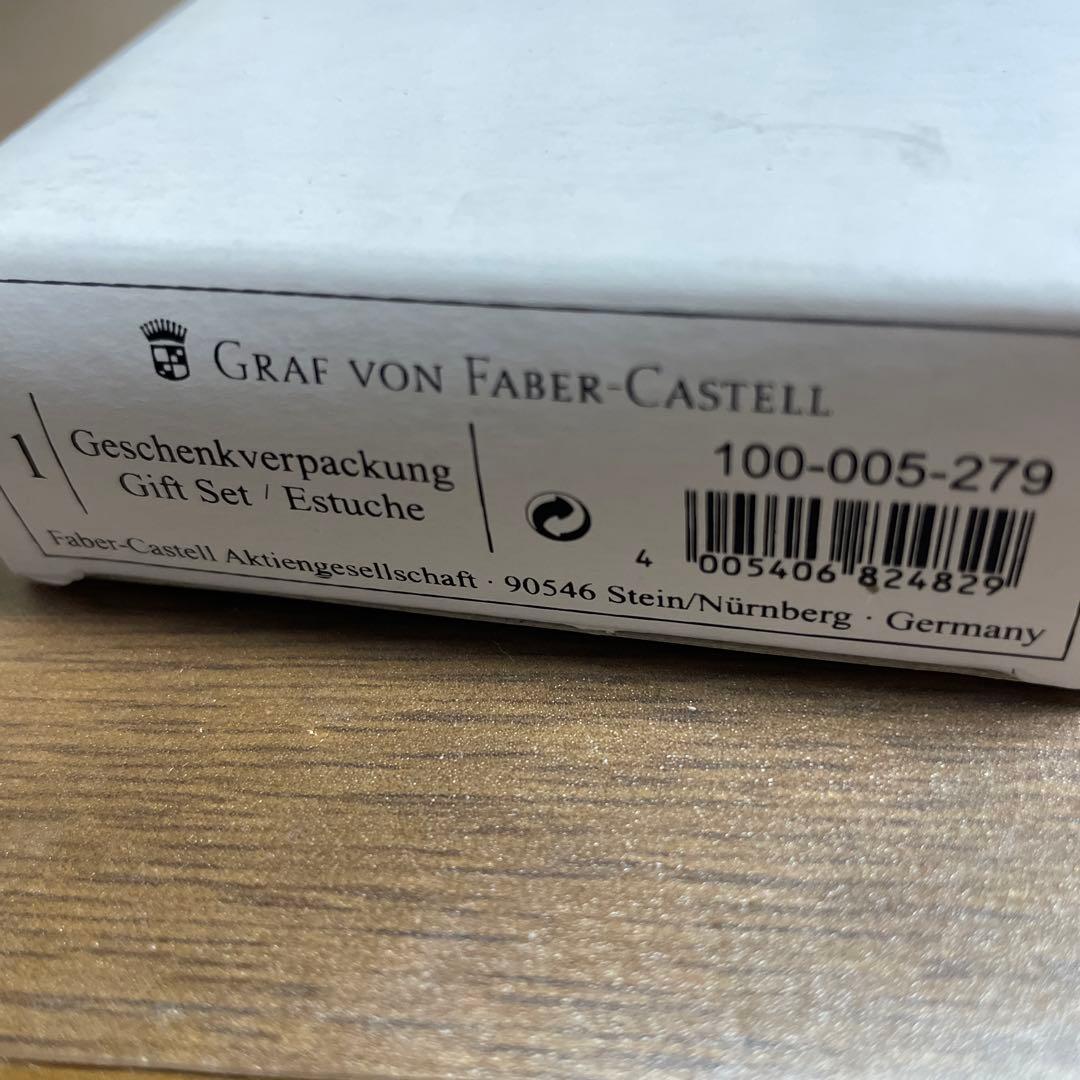 GRAF VON FABER-CASTELL
1
Geschenkverpackung
Gift Set / Estuche
100-005-279
4 005406 824829
Faber-Castell Aktiengesellschaft · 90546 Stein/Nürnberg · Germany